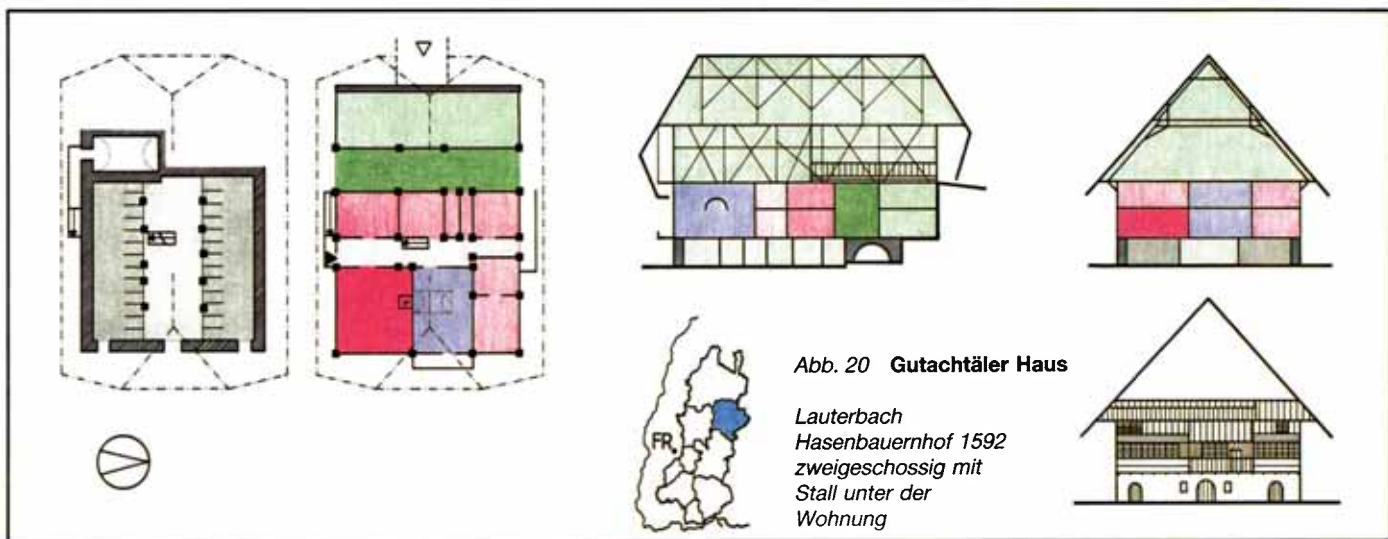 Abb. 20 Gutachtäler Haus
Lauterbach
Hasenbauernhof 1592
zweigeschossig mit
Stall unter der
Wohnung
FR.